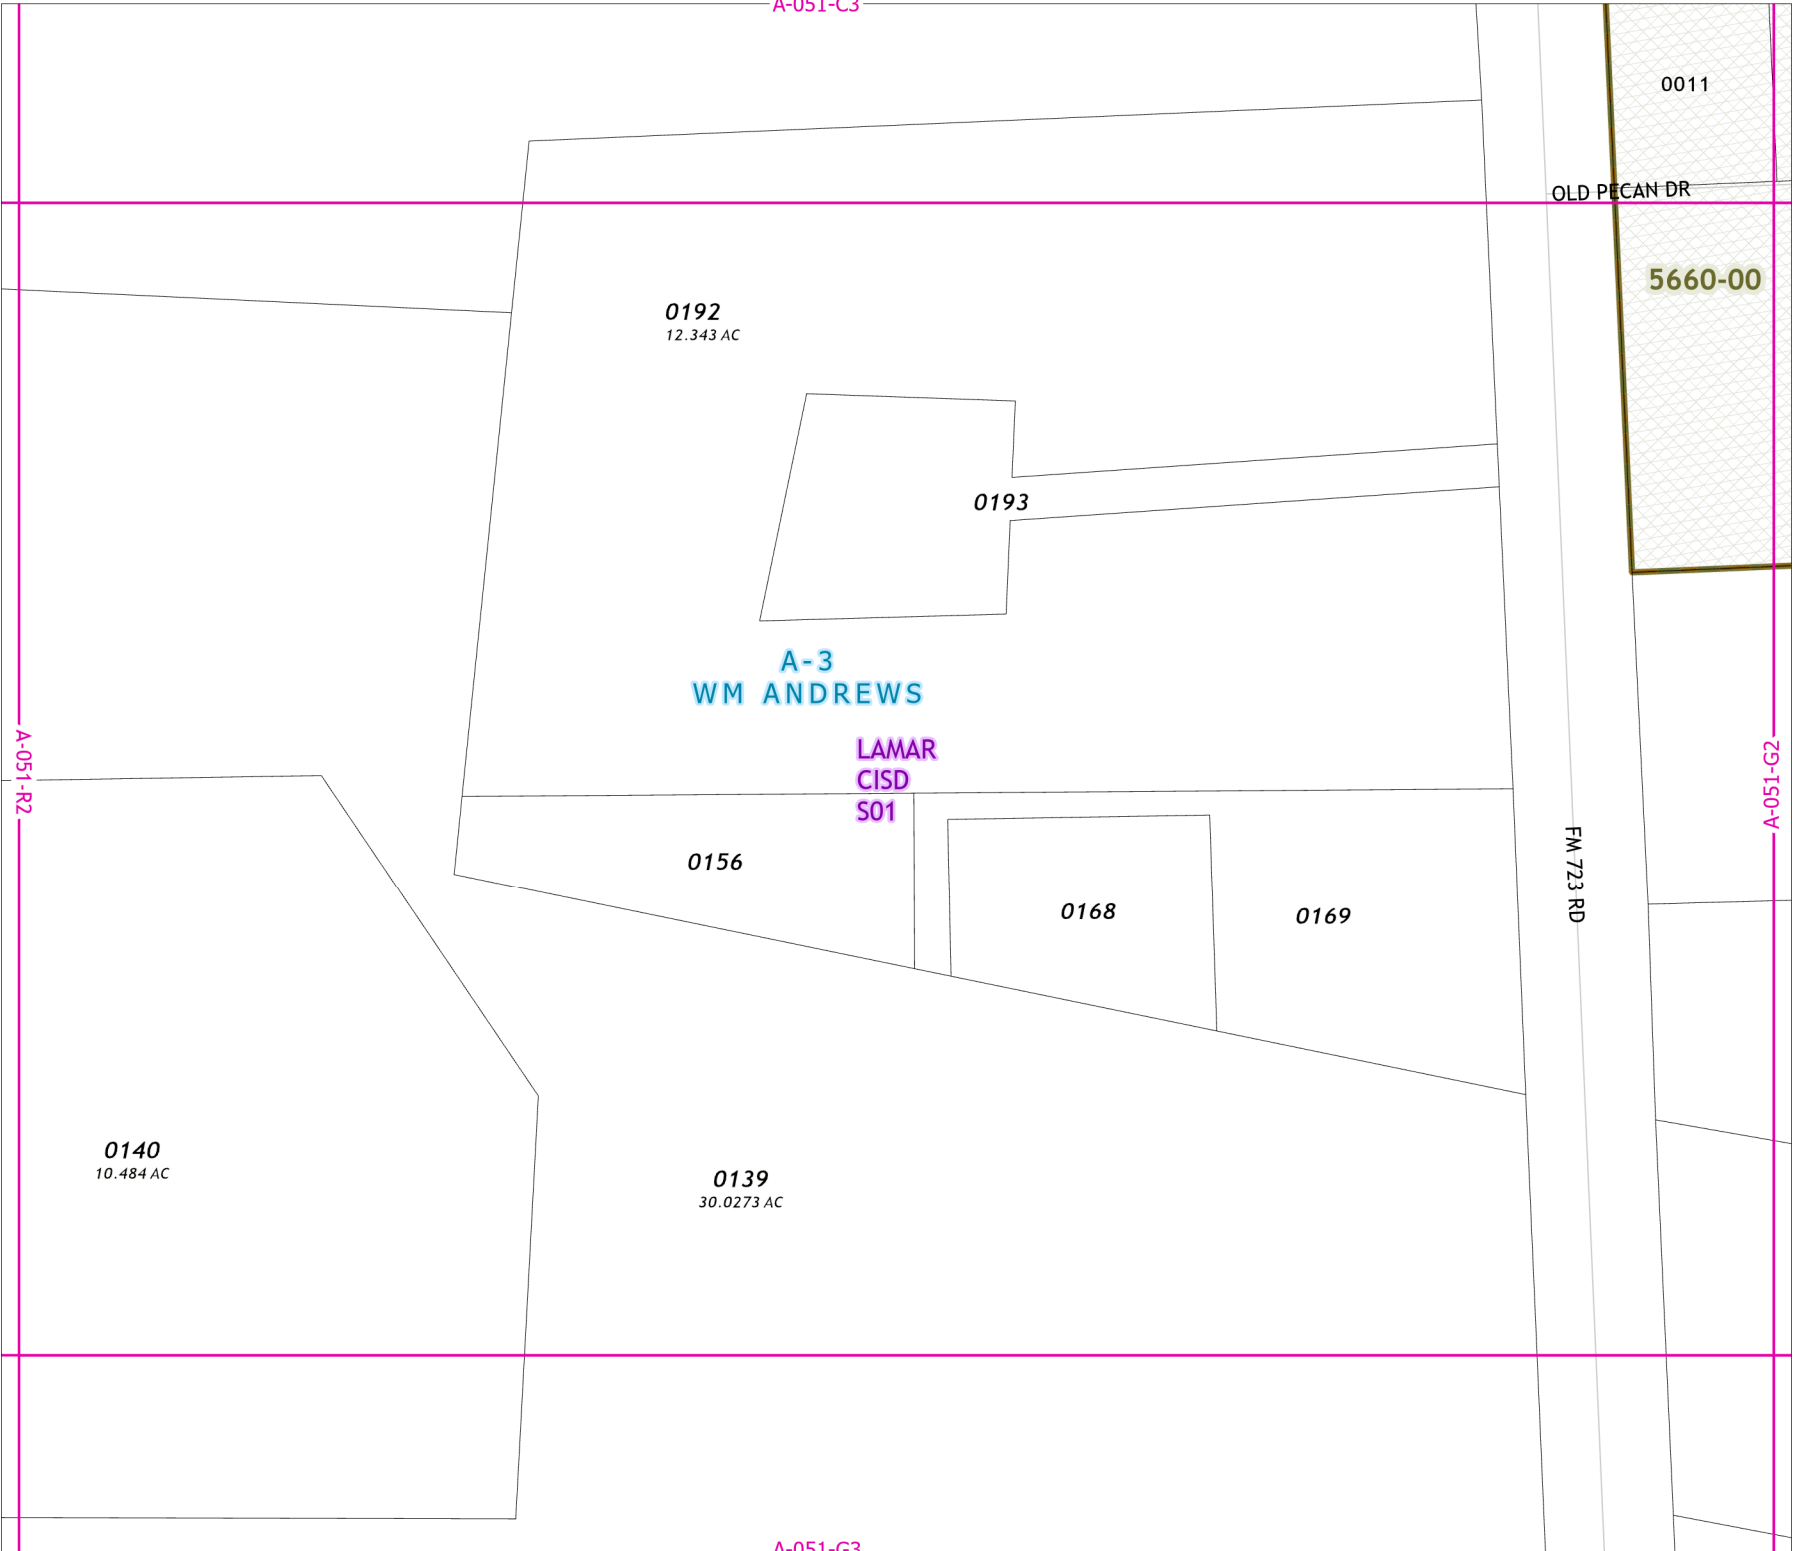 A-051-C3
0011
OLD PECAN DR
5660-00
0192
12.343 AC
0193
A-3
WM ANDREWS
LAMAR
CISD
S01
A-051-R2
A-051-G2
0156
0168
0169
FM 723 RD
0140
10.484 AC
0139
30.0273 AC
A-051-G3